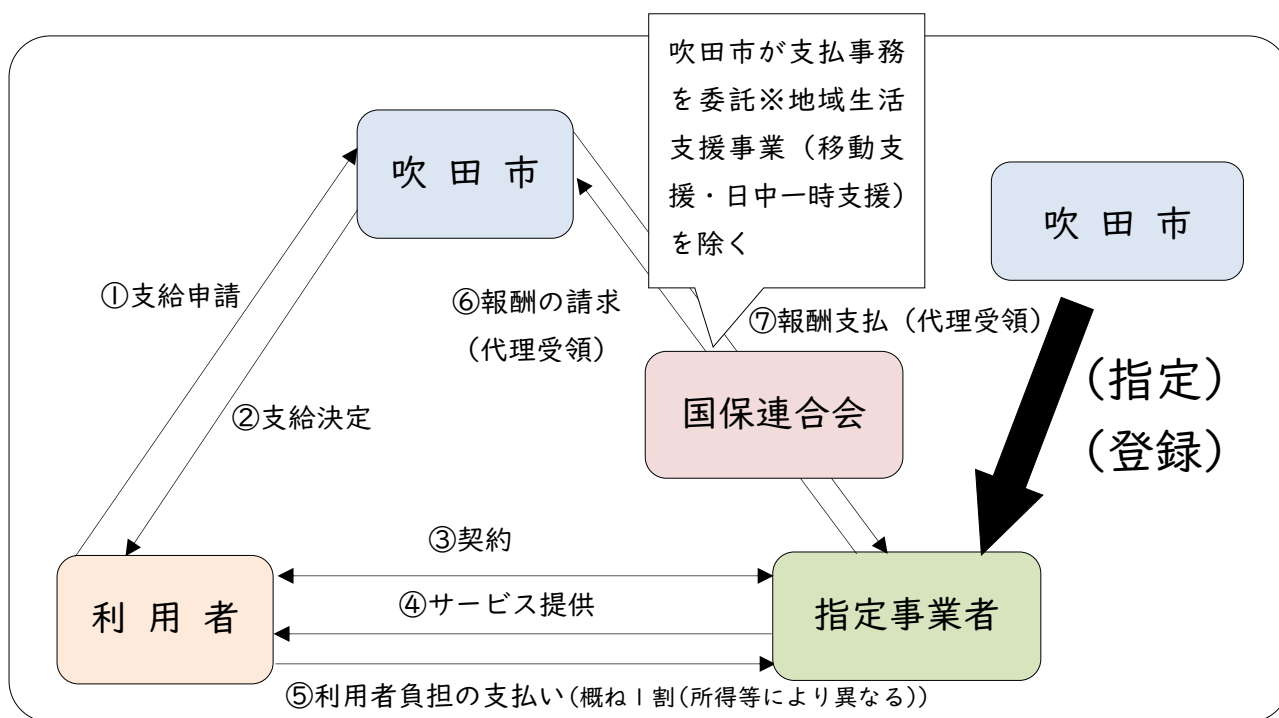 吹田市が支払事務
を委託※地域生活
支援事業（移動支
援・日中一時支援）
を除く
吹 田 市
吹 田 市
①支給申請
⑥報酬の請求
（代理受領）
⑦報酬支払（代理受領）
（指定）
（登録）
②支給決定
国保連合会
③契約
利 用 者
④サービス提供
指定事業者
⑤利用者負担の支払い(概ね１割(所得等により異なる))